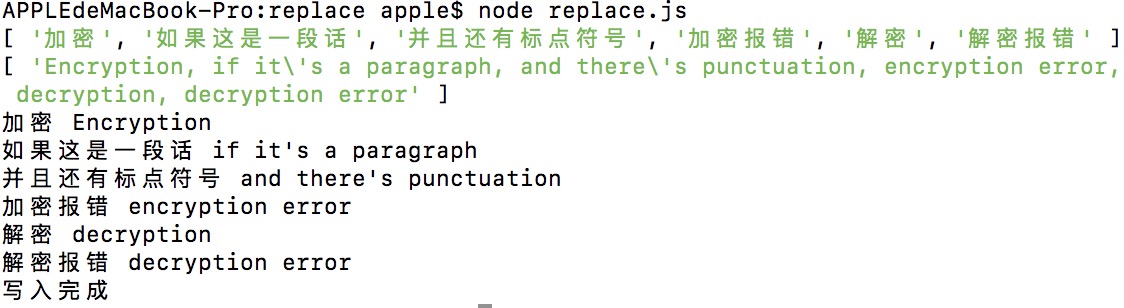 APPLEdeMacBook-Pro:replace apple$ node replace.js
[ '加密', '如果这是一段话', '并且还有标点符号', '加密报错', '解密', '解密报错' ]
[ 'Encryption, if it\'s a paragraph, and there\'s punctuation, encryption error,
decryption, decryption error' ]
加密 Encryption
如果这是一段话 if it's a paragraph
并且还有标点符号 and there's punctuation
加密报错 encryption error
解密 decryption
解密报错 decryption error
写入完成